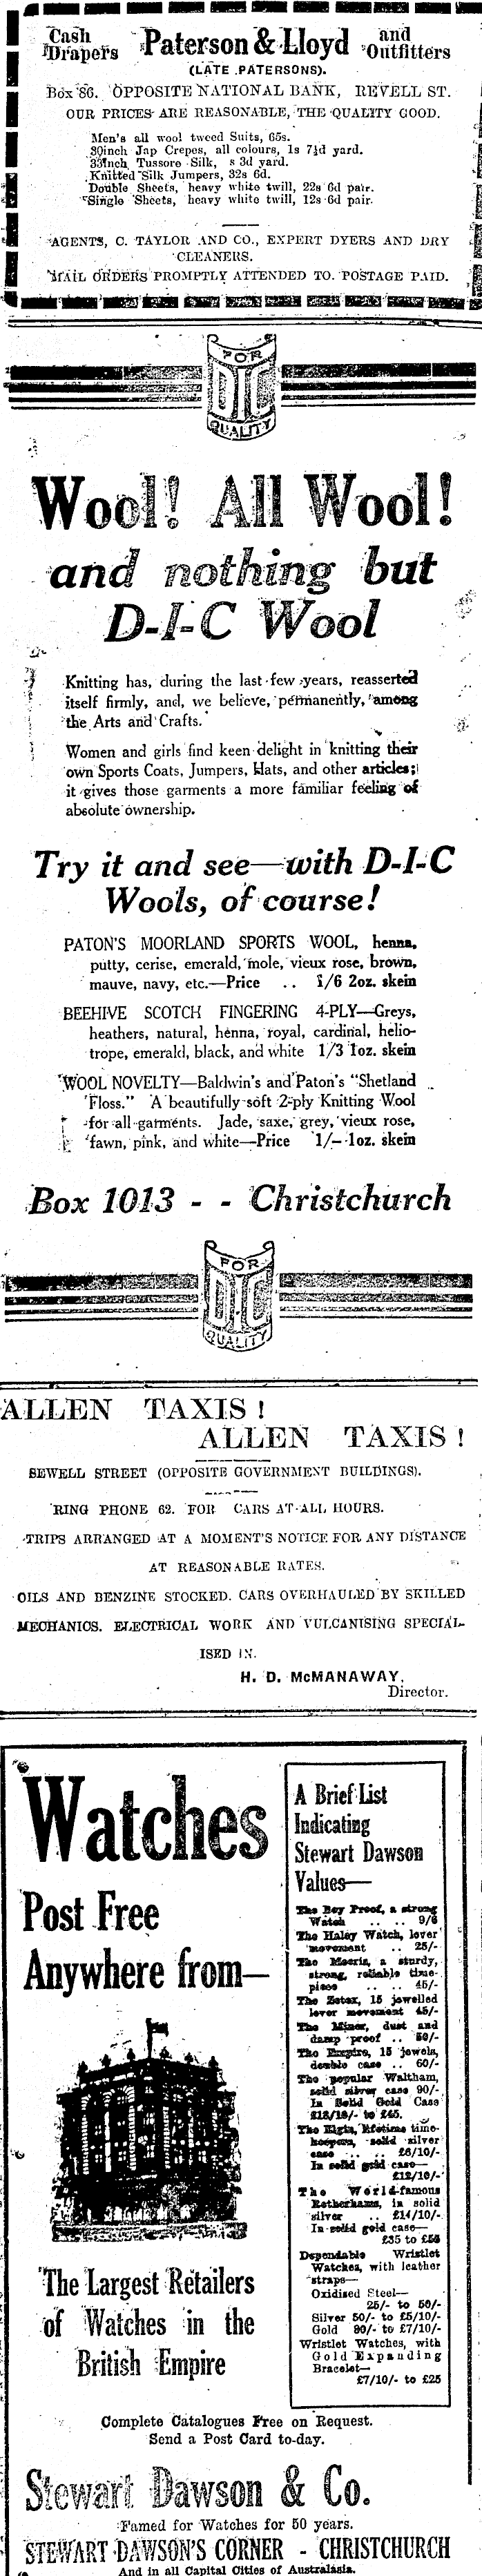 Cash Drapers Paterson & Lloyd and Outfitters
(LATE PATERSONS).
Box 86. OPPOSITE NATIONAL BANK, REVELL ST.
OUR PRICES ARE REASONABLE, THE QUALITY GOOD.
Men's all wool tweed Suits, 65s.
39inch Jap Crepes, all colours, 1s 7½d yard.
33inch Tussore Silk, s 3d yard.
Knitted Silk Jumpers, 32s 6d.
Double Sheets, heavy white twill, 22s 6d pair.
Single Sheets, heavy white twill, 12s 6d pair.
AGENTS, C. TAYLOR AND CO., EXPERT DYERS AND DRY
CLEANERS.
MAIL ORDERS PROMPTLY ATTENDED TO. POSTAGE PAID.
FOR
DIC
QUALITY
Wool! All Wool!
and nothing but
D-I-C Wool
Knitting has, during the last few years, reasserted
itself firmly, and, we believe, permanently, among
the Arts and Crafts.
Women and girls find keen delight in knitting their
own Sports Coats, Jumpers, Hats, and other articles;
it gives those garments a more familiar feeling of
absolute ownership.
Try it and see—with D-I-C
Wools, of course!
PATON'S MOORLAND SPORTS WOOL, henna,
putty, cerise, emerald, mole, vieux rose, brown,
mauve, navy, etc.—Price .. 1/6 2oz. skein
BEEHIVE SCOTCH FINGERING 4-PLY—Greys,
heathers, natural, henna, royal, cardinal, helio-
trope, emerald, black, and white 1/3 1oz. skein
WOOL NOVELTY—Baldwin's and Paton's "Shetland
Floss." A beautifully soft 2-ply Knitting Wool
for all garments. Jade, saxe, grey, vieux rose,
fawn, pink, and white—Price 1/- 1oz. skein
Box 1013 - - Christchurch
FOR
DIC
QUALITY
ALLEN TAXIS!
ALLEN TAXIS!
SEWELL STREET (OPPOSITE GOVERNMENT BUILDINGS).
RING PHONE 62. FOR CARS AT ALL HOURS.
TRIPS ARRANGED AT A MOMENT'S NOTICE FOR ANY DISTANCE
AT REASONABLE RATES.
OILS AND BENZINE STOCKED. CARS OVERHAULED BY SKILLED
MECHANICS. ELECTRICAL WORK AND VULCANISING SPECIAL-
ISED IN.
H. D. McMANAWAY,
Director.
Watches
Post Free
Anywhere from—
The Largest Retailers
of Watches in the
British Empire
A Brief List
Indicating
Stewart Dawson
Values—
The Boy Proof, a strong
Watch .. .. 9/6
The Haley Watch, lever
movement .. 25/-
The Morris, a sturdy,
strong, reliable time-
piece .. .. 45/-
The Zotex, 15 jewelled
lever movement 45/-
The Miner, dust and
damp proof .. 50/-
The Empire, 15 jewels,
double case .. 60/-
The popular Waltham,
solid silver case 90/-
In Solid Gold Case
to £45.
The Elgin, lifetime time-
keepers, solid silver
case .. .. £6/10/-
In solid gold case—
£12/10/-
The World-famous
Rotherhams, in solid
silver .. £14/10/-
In solid gold case—
£35 to £55
Dependable Wristlet
Watches, with leather
straps—
Oxidised Steel—
25/- to 50/-
Silver 50/- to £5/10/-
Gold 90/- to £7/10/-
Wristlet Watches, with
Gold Expanding
Bracelet—
£7/10/- to £25
Complete Catalogues Free on Request.
Send a Post Card to-day.
Stewart Dawson & Co.
Famed for Watches for 50 years.
STEWART DAWSON'S CORNER - CHRISTCHURCH
And in all Capital Cities of Australasia.